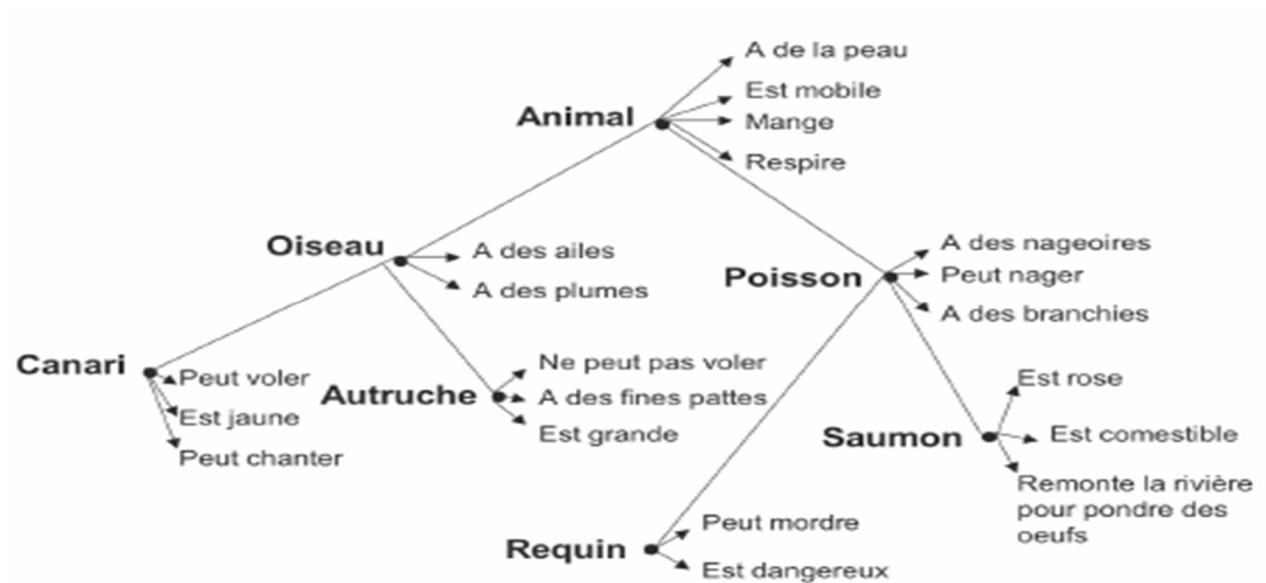 Animal
A de la peau
Est mobile
Mange
Respire
Oiseau
A des ailes
A des plumes
Poisson
A des nageoires
Peut nager
A des branchies
Canari
Peut voler
Est jaune
Peut chanter
Autruche
Ne peut pas voler
A des fines pattes
Est grande
Saumon
Est rose
Est comestible
Remonte la rivière
pour pondre des
oeufs
Requin
Peut mordre
Est dangereux